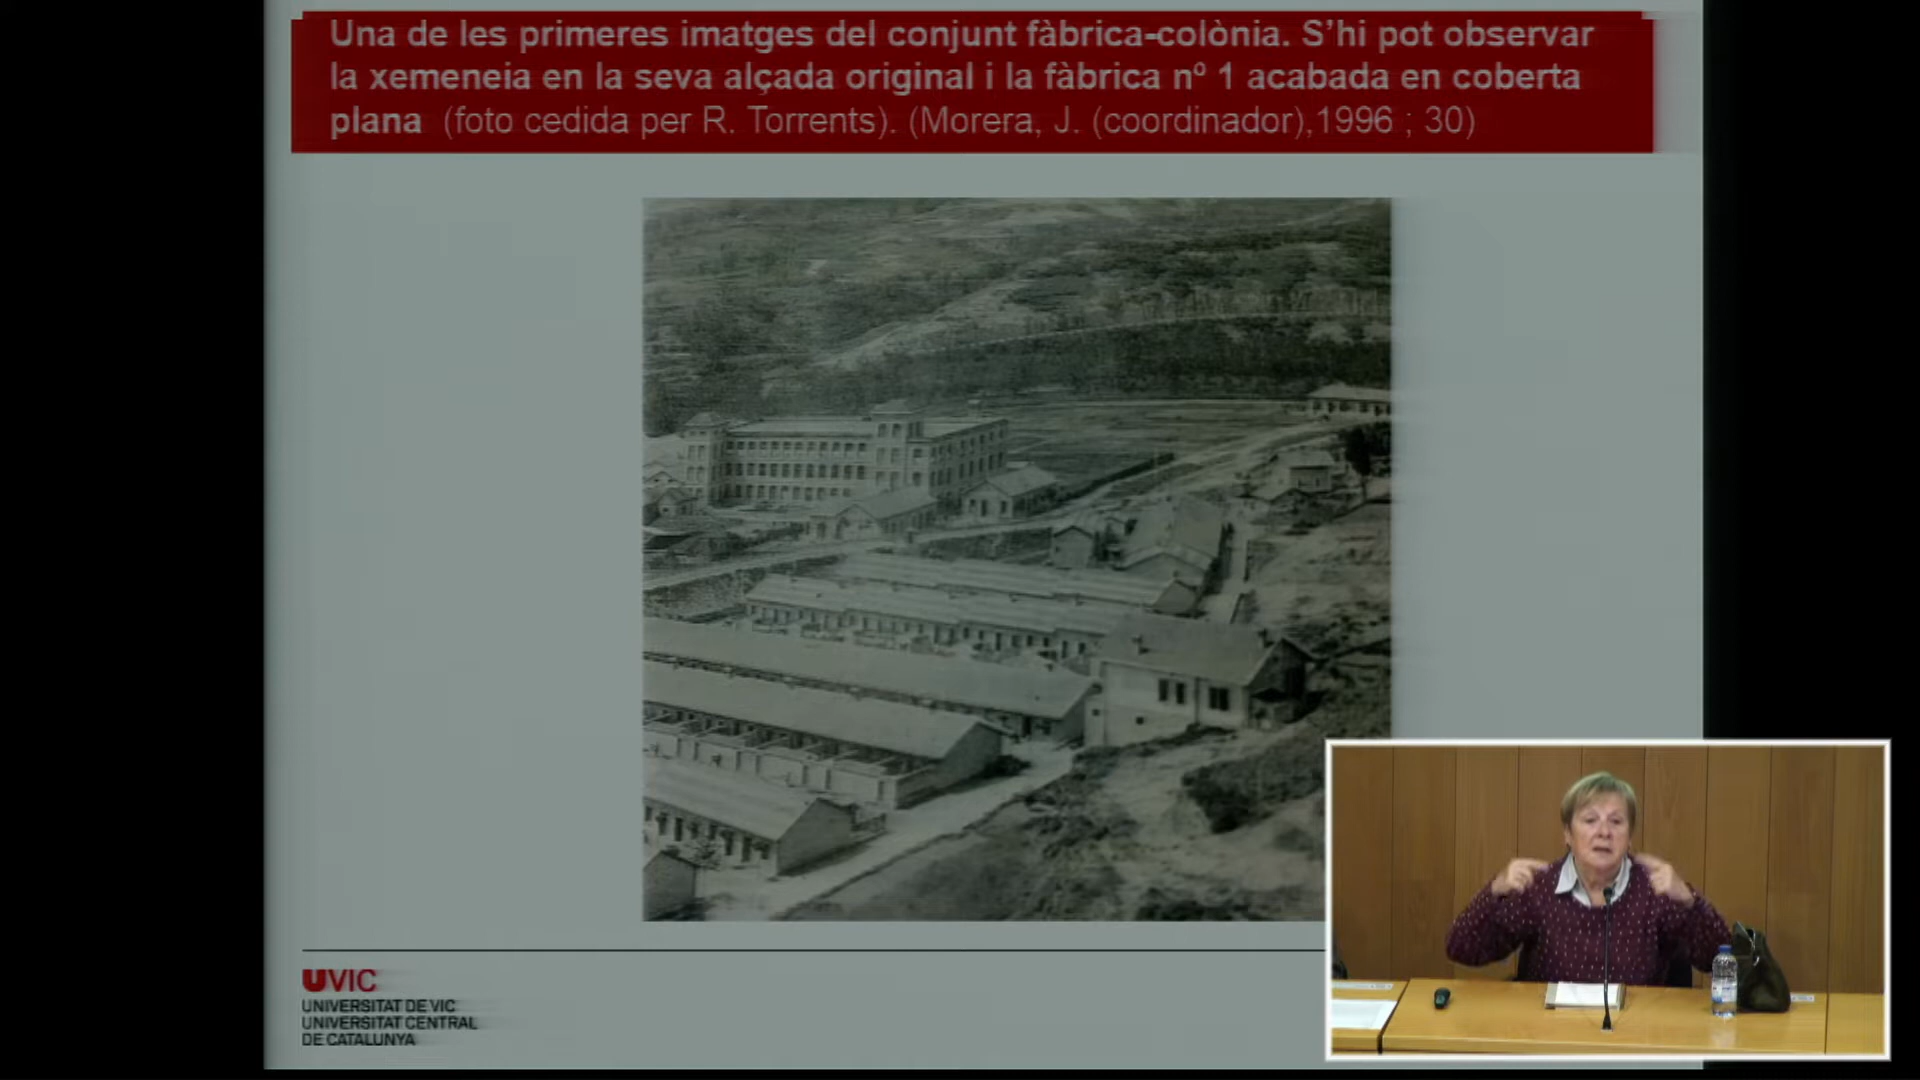 Una de les primeres imatges del conjunt fàbrica-colònia. S'hi pot observar
la xemeneia en la seva alçada original i la fàbrica nº 1 acabada en coberta
plana (foto cedida per R. Torrents). (Morera, J. (coordinador),1996 ; 30)
UVIC
UNIVERSITAT DE VIC
UNIVERSITAT CENTRAL
DE CATALUNYA